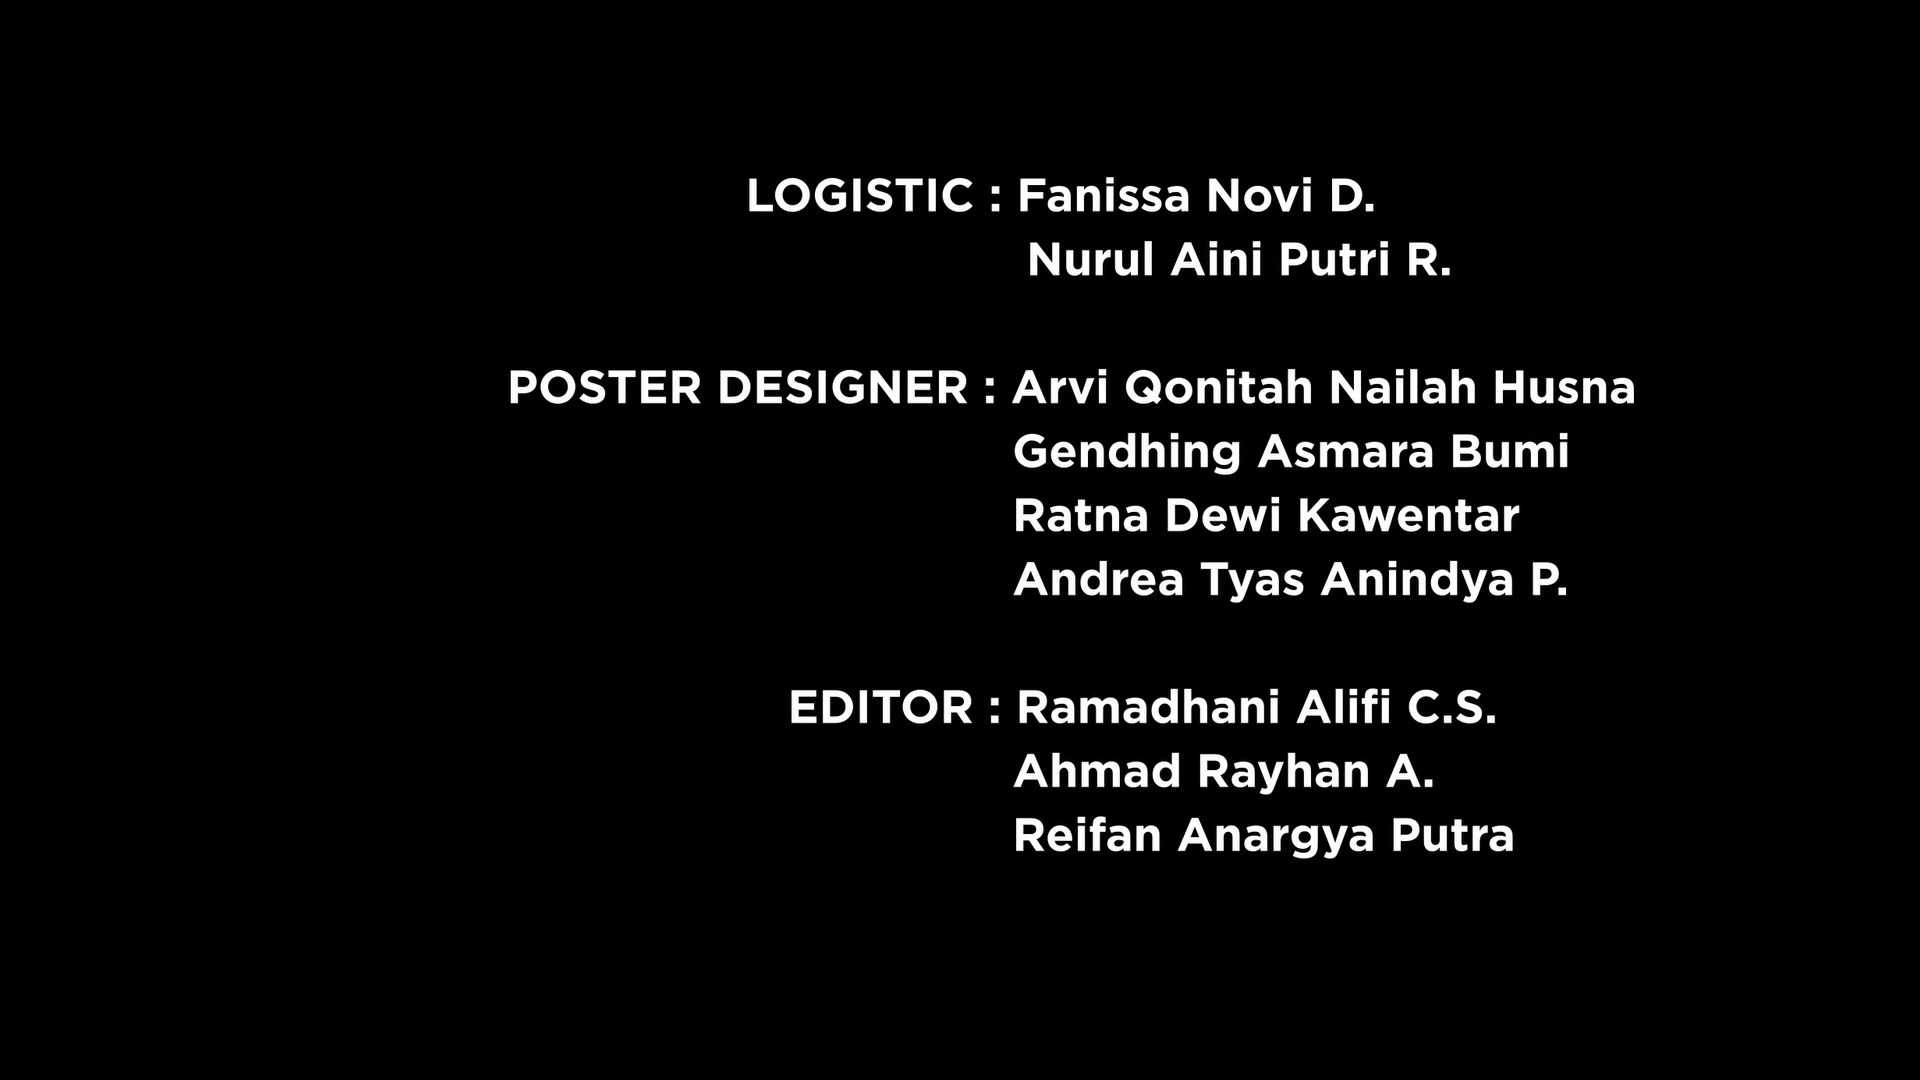 LOGISTIC : Fanissa Novi D.
Nurul Aini Putri R.
POSTER DESIGNER : Arvi Qonitah Nailah Husna
Gendhing Asmara Bumi
Ratna Dewi Kawentar
Andrea Tyas Anindya P.
EDITOR : Ramadhani Alifi C.S.
Ahmad Rayhan A.
Reifan Anargya Putra